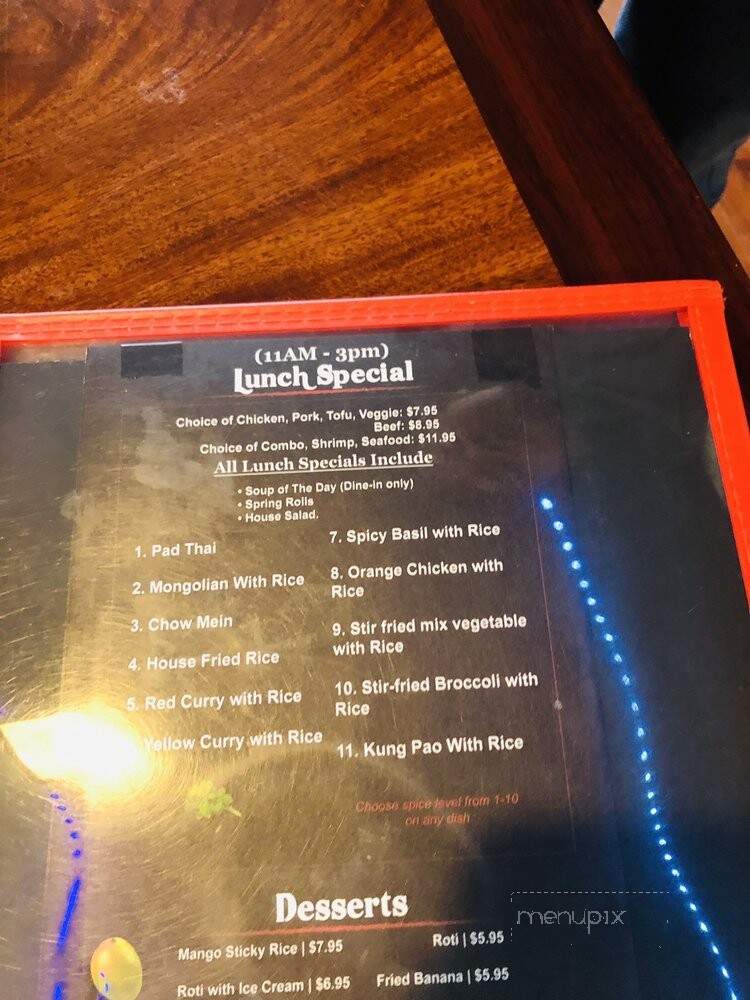 (11AM - 3pm)
Lunch Special
Choice of Chicken, Pork, Tofu, Veggie: $7.95
Beef: $8.95
Choice of Combo, Shrimp, Seafood: $11.95
All Lunch Specials Include
• Soup of The Day (Dine-in only)
• Spring Rolls
• House Salad.
1. Pad Thai
2. Mongolian With Rice
3. Chow Mein
4. House Fried Rice
5. Red Curry with Rice
Yellow Curry with Rice
7. Spicy Basil with Rice
8. Orange Chicken with
Rice
9. Stir fried mix vegetable
with Rice
10. Stir-fried Broccoli with
Rice
11. Kung Pao With Rice
Choose spice level from 1-10
on any dish
Desserts
Mango Sticky Rice | $7.95
Roti | $5.95
Roti with Ice Cream | $6.95
Fried Banana | $5.95
menupix